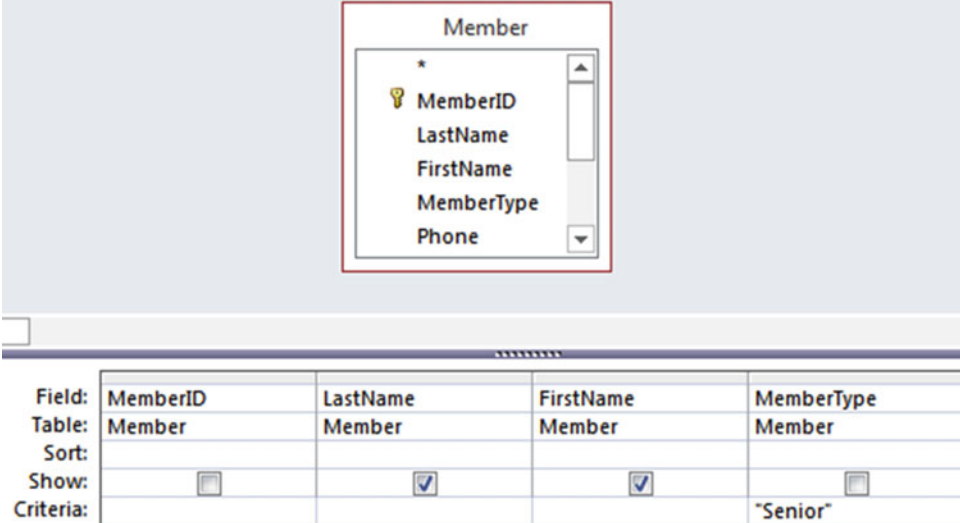 Member
*
MemberID
LastName
FirstName
MemberType
Phone
Field: MemberID LastName FirstName MemberType
Table: Member Member Member Member
Sort:
Show:
Criteria: "Senior"